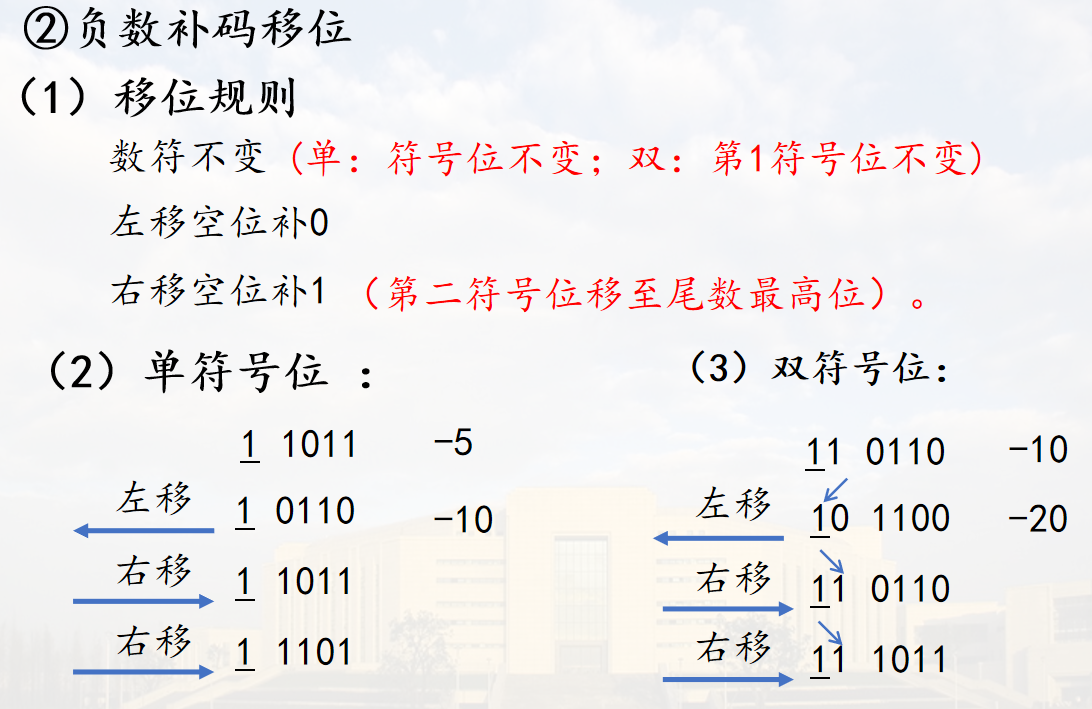 ②负数补码移位
（1）移位规则
数符不变（单：符号位不变；双：第1符号位不变）
左移空位补0
右移空位补1 （第二符号位移至尾数最高位）。
（2）单符号位 ：
1 1011 -5
左移 1 0110 -10
右移 1 1011
右移 1 1101
（3）双符号位：
11 0110 -10
左移 10 1100 -20
右移 11 0110
右移 11 1011